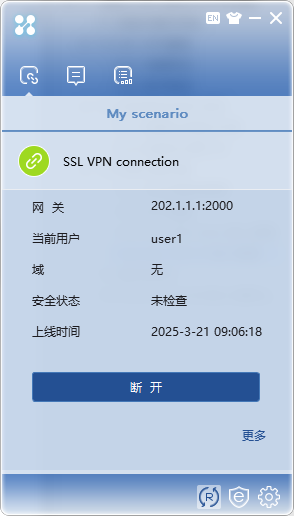 EN
My scenario
SSL VPN connection
网 关 202.1.1.1:2000
当前用户 user1
域 无
安全状态 未检查
上线时间 2025-3-21 09:06:18
断 开
更多
R
e